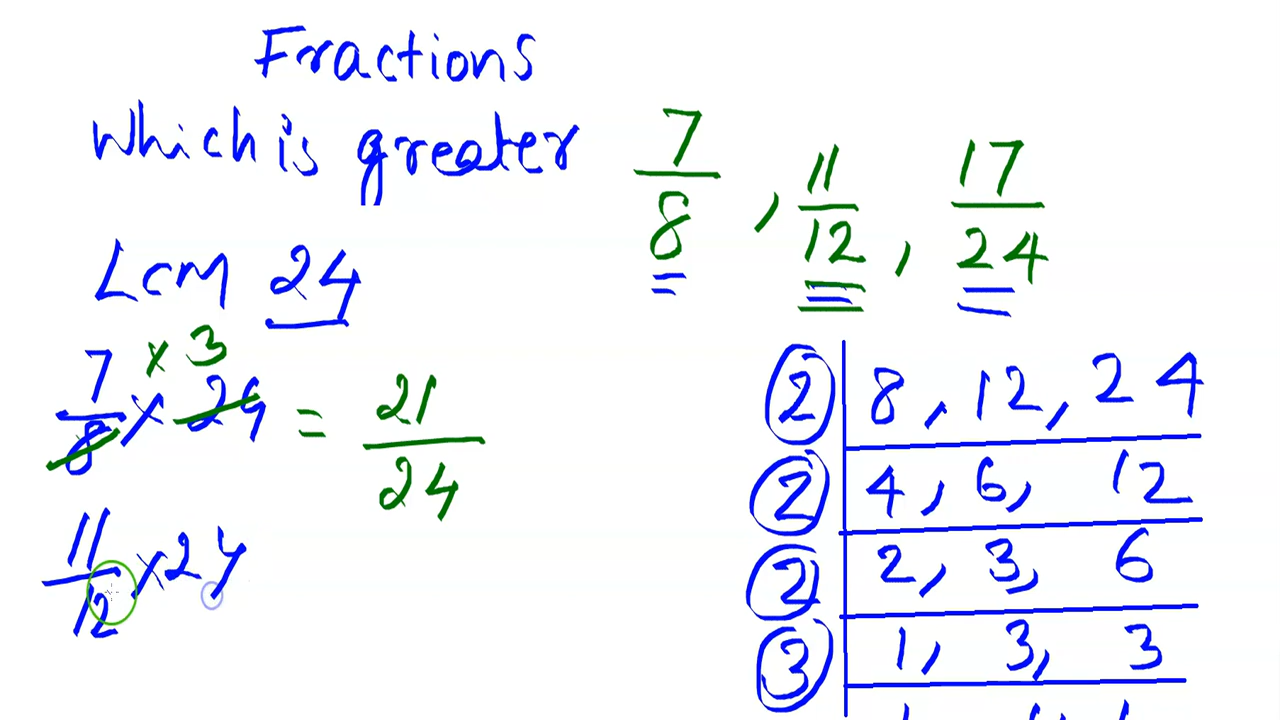 Fractions
Which is greater 7/8, 11/12, 17/24
Lcm 24
7/8 × 24 × 3 = 21/24
11/12 × 24
2 | 8, 12, 24
2 | 4, 6, 12
2 | 2, 3, 6
3 | 1, 3, 3